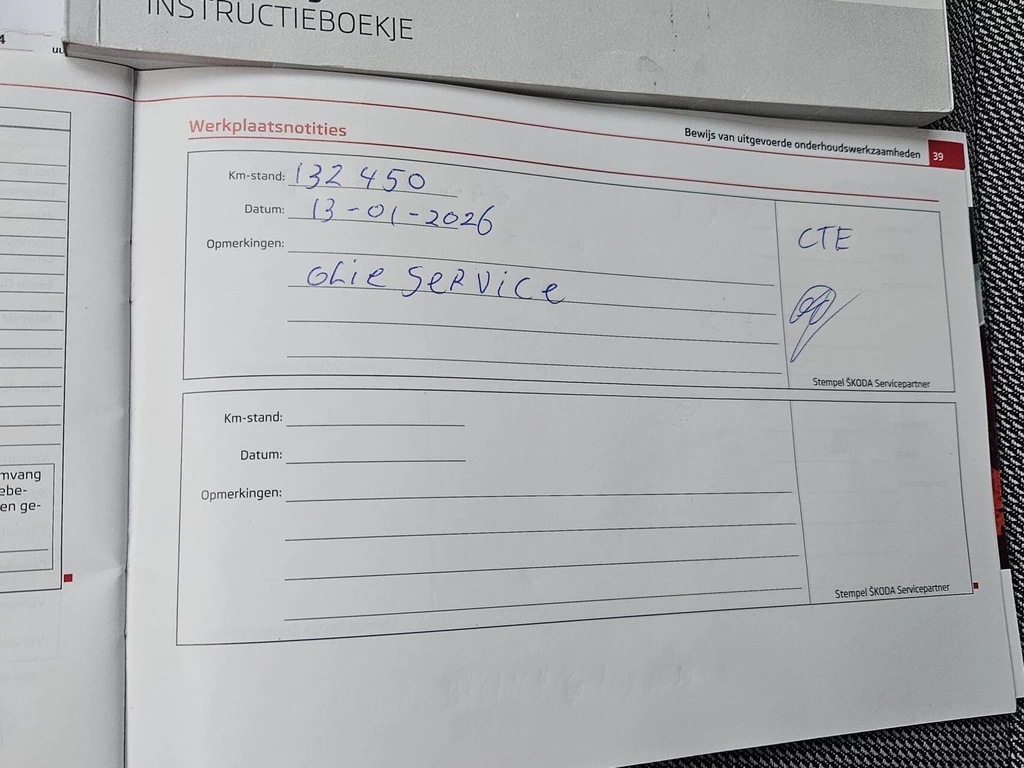 INSTRUCTIEBOEKJE
4
Werkplaatsnotities
Bewijs van uitgevoerde onderhoudswerkzaamheden 39
Km-stand: 132 450
Datum: 13-01-2026
Opmerkingen:
OLie SeRVice
CTE
Stempel ŠKODA Servicepartner
Km-stand:
Datum:
Opmerkingen:
Stempel ŠKODA Servicepartner
mvang
ebe-
en ge-